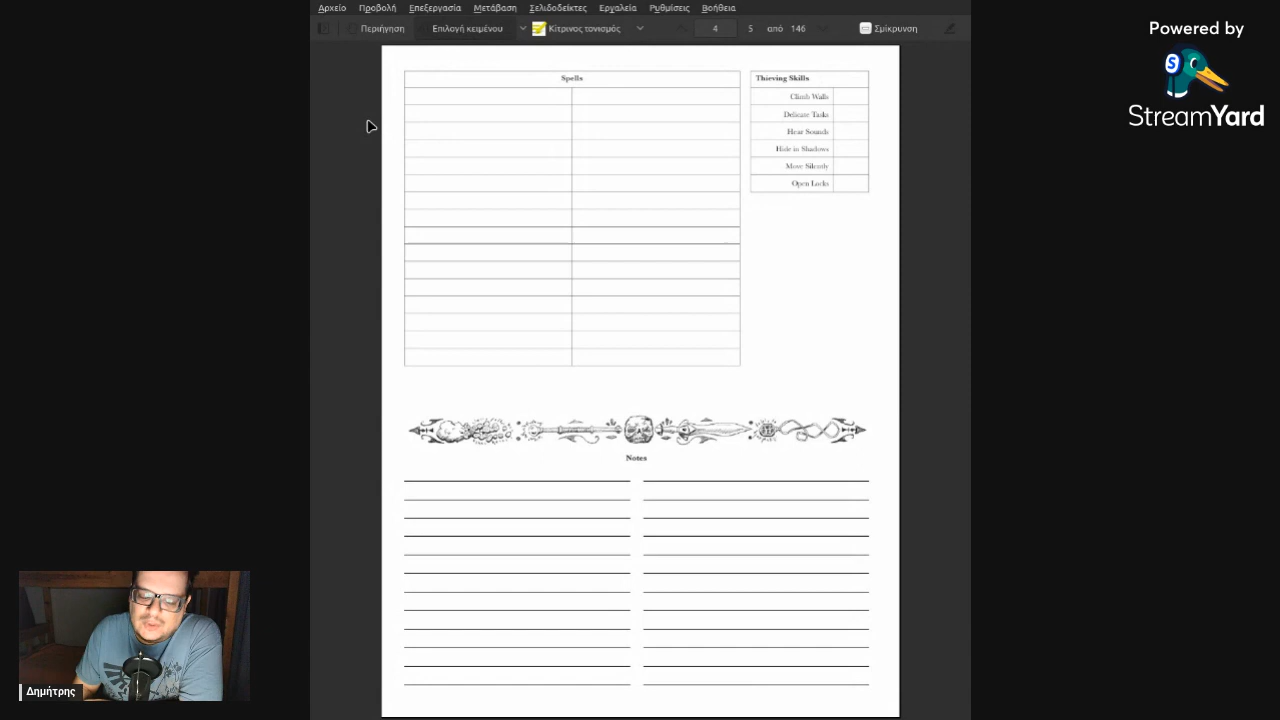 Αρχείο Προβολή Επεξεργασία Μετάβαση Σελιδοδείκτες Εργαλεία Ρυθμίσεις Βοήθεια
Περιήγηση Επιλογή κειμένου Κίτρινος τονισμός 4 5 από 146 Σμίκρυνση
Powered by
S
StreamYard
Spells
Thieving Skills
Climb Walls
Delicate Tasks
Hear Sounds
Hide in Shadows
Move Silently
Open Locks
Notes
Δημήτρης